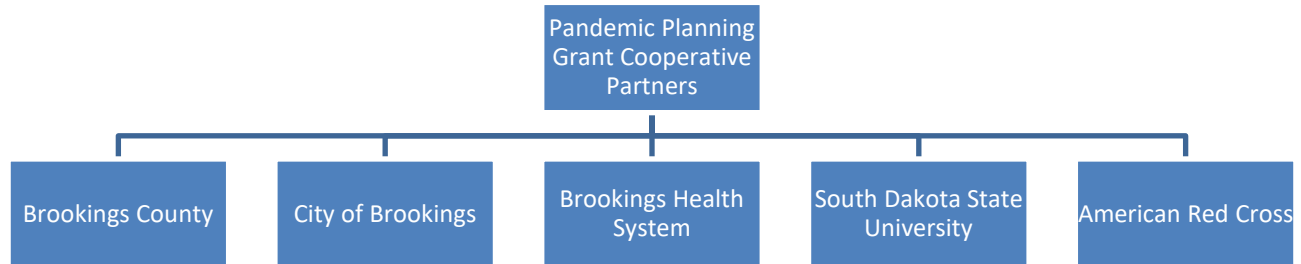 Pandemic Planning
Grant Cooperative
Partners
Brookings County
City of Brookings
Brookings Health
System
South Dakota State
University
American Red Cross